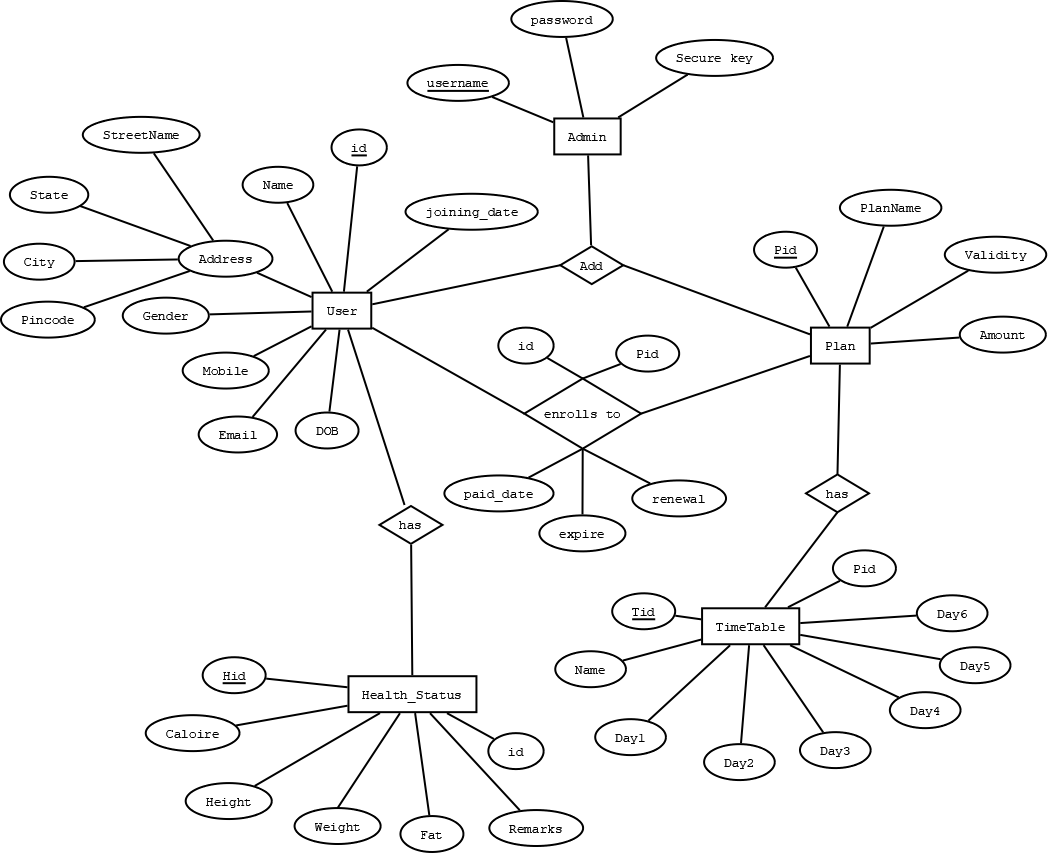 password
Secure key
username
Admin
StreetName
id
Name
State
joining_date
PlanName
Pid
Validity
City
Address
Add
Pincode
Gender
User
Amount
id
Pid
Plan
Mobile
enrolls to
Email
DOB
paid_date
renewal
has
has
expire
Pid
Tid
Day6
TimeTable
Name
Day5
Hid
Health_Status
Day4
Caloire
Day1
id
Day3
Day2
Height
Weight
Fat
Remarks